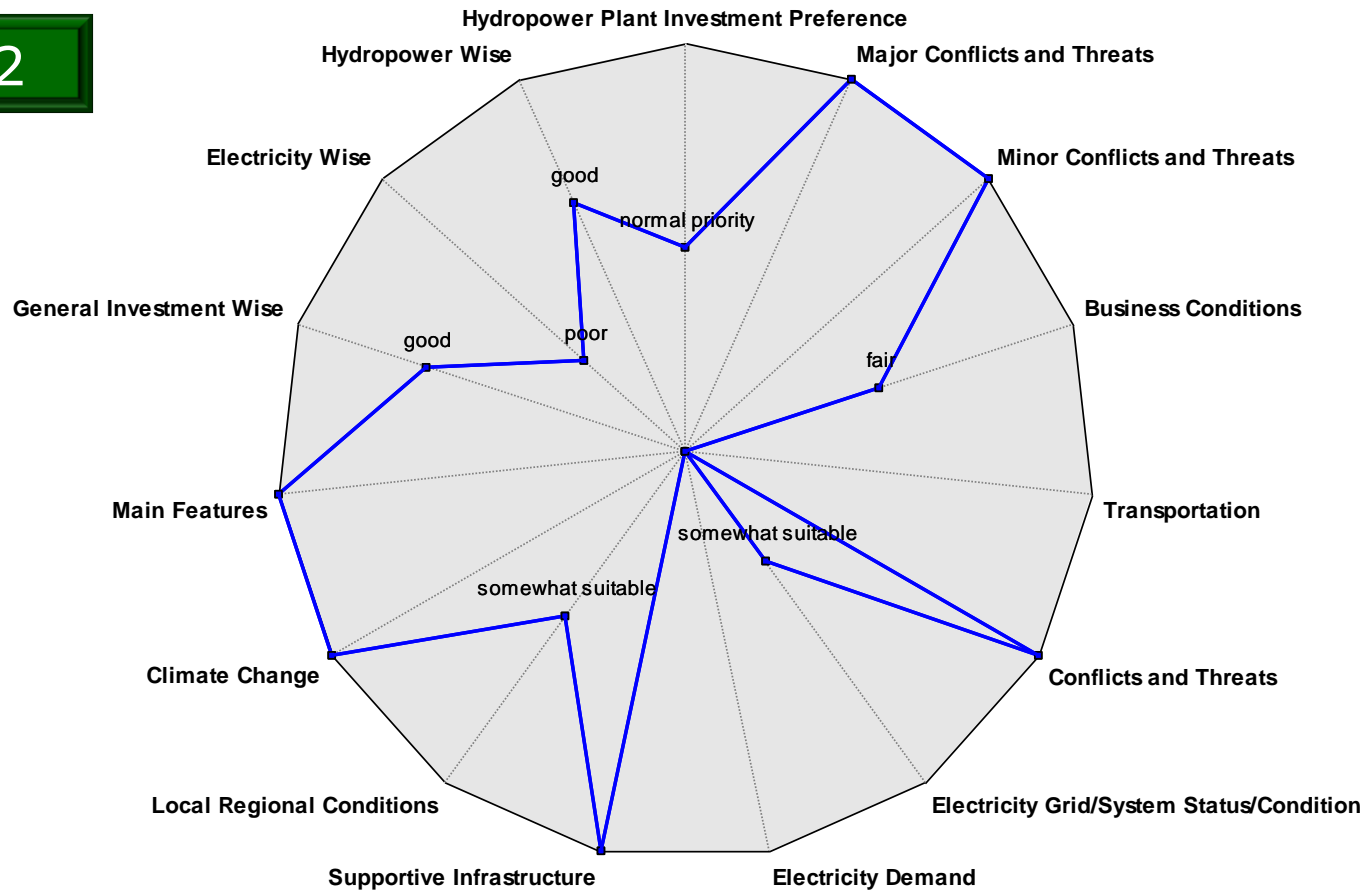 2
Hydropower Plant Investment Preference
Hydropower Wise
Major Conflicts and Threats
Electricity Wise
Minor Conflicts and Threats
good
normal priority
General Investment Wise
Business Conditions
good
poor
fair
Main Features
Transportation
somewhat suitable
somewhat suitable
Climate Change
Conflicts and Threats
Local Regional Conditions
Electricity Grid/System Status/Condition
Supportive Infrastructure
Electricity Demand